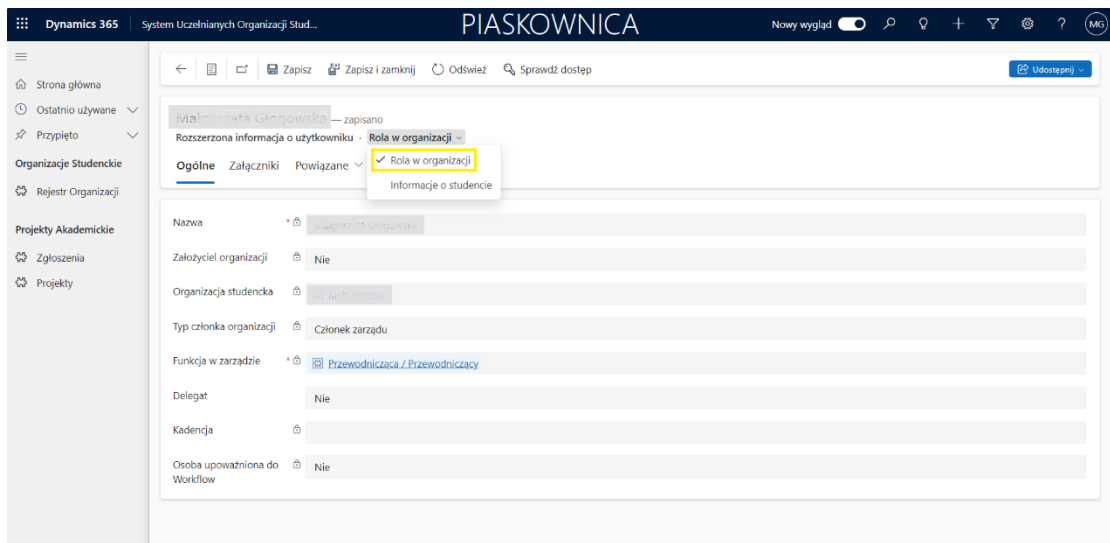 Dynamics 365 System Uczelnianych Organizacji Stud... PIASKOWNICA Nowy wygląd ? MG
Zapisz Zapisz i zamknij Odśwież Sprawdź dostęp Udostępnij
Strona główna
Ostatnio używane
Przypięto
Organizacje Studenckie
Rejestr Organizacji
Projekty Akademickie
Zgłoszenia
Projekty
— zapisano
Rozszerzona informacja o użytkowniku · Rola w organizacji
Ogólne Załączniki Powiązane
Rola w organizacji
Informacje o studencie
Nazwa *
Założyciel organizacji Nie
Organizacja studencka
Typ członka organizacji Członek zarządu
Funkcja w zarządzie * Przewodnicząca / Przewodniczący
Delegat Nie
Kadencja
Osoba upoważniona do Nie
Workflow